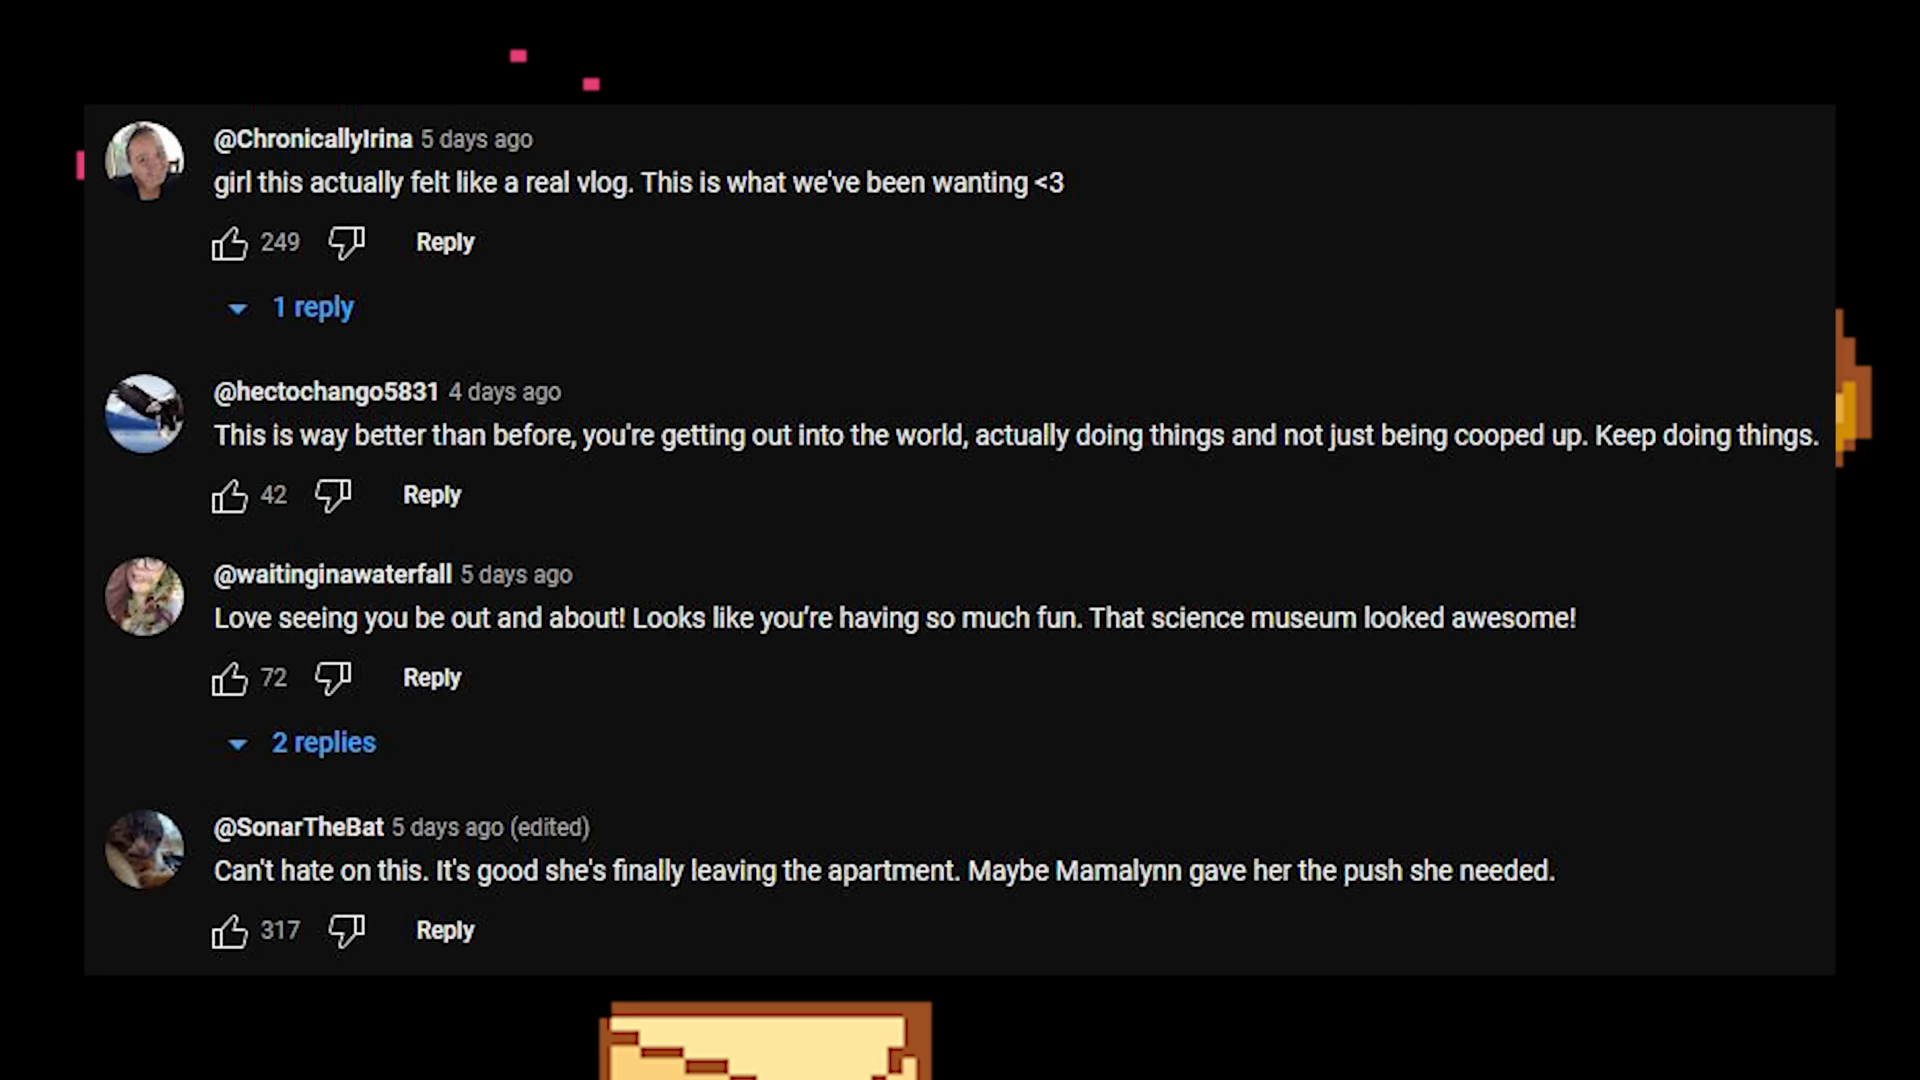 @ChronicallyIrina 5 days ago
girl this actually felt like a real vlog. This is what we've been wanting <3
249 Reply
1 reply
@hectochango5831 4 days ago
This is way better than before, you're getting out into the world, actually doing things and not just being cooped up. Keep doing things.
42 Reply
@waitinginawaterfall 5 days ago
Love seeing you be out and about! Looks like you’re having so much fun. That science museum looked awesome!
72 Reply
2 replies
@SonarTheBat 5 days ago (edited)
Can't hate on this. It's good she's finally leaving the apartment. Maybe Mamalynn gave her the push she needed.
317 Reply